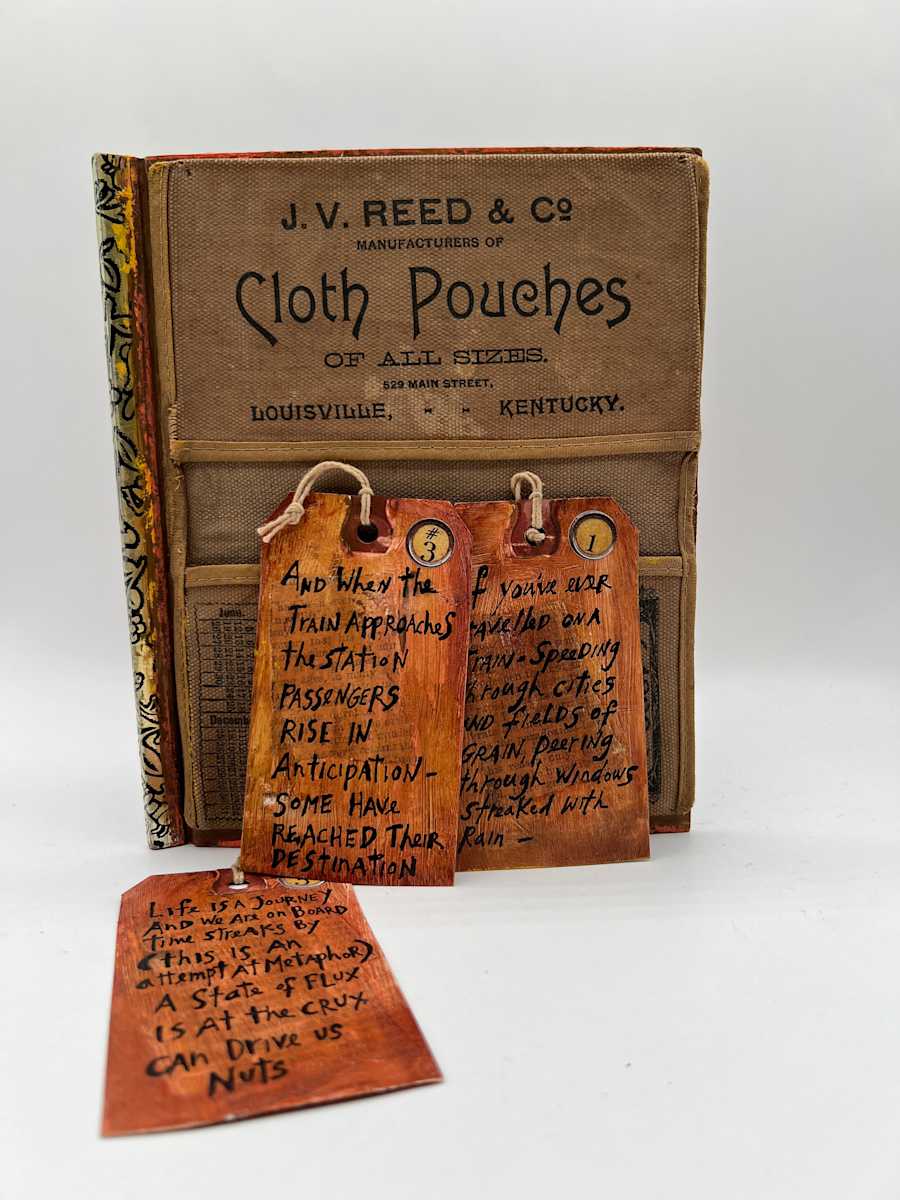 J. V. REED & Cº
MANUFACTURERS OF
Cloth Pouches
OF ALL SIZES.
529 MAIN STREET,
LOUISVILLE, - - KENTUCKY.
June
December
# 3
AND When the
TRAIN APPROACHES
the STATION
PASSENGERS
RISE IN
ANTICIPATION-
SOME HAVE
REACHED THEIR
DESTINATION
1
f you've ever
avelled on A
TRAIN - SPEEDING
hrough cities
ND fIELDS of
GRAIN, peering
through windows
streaked with
Rain -
Life IS A JOURNEY
AND We ARE on BOARD
time STREAKS BY
(this IS AN
attempt At MetAPHOR)
A State of FLUX
IS At the CRUX
CAN DRIVE US
NUTS